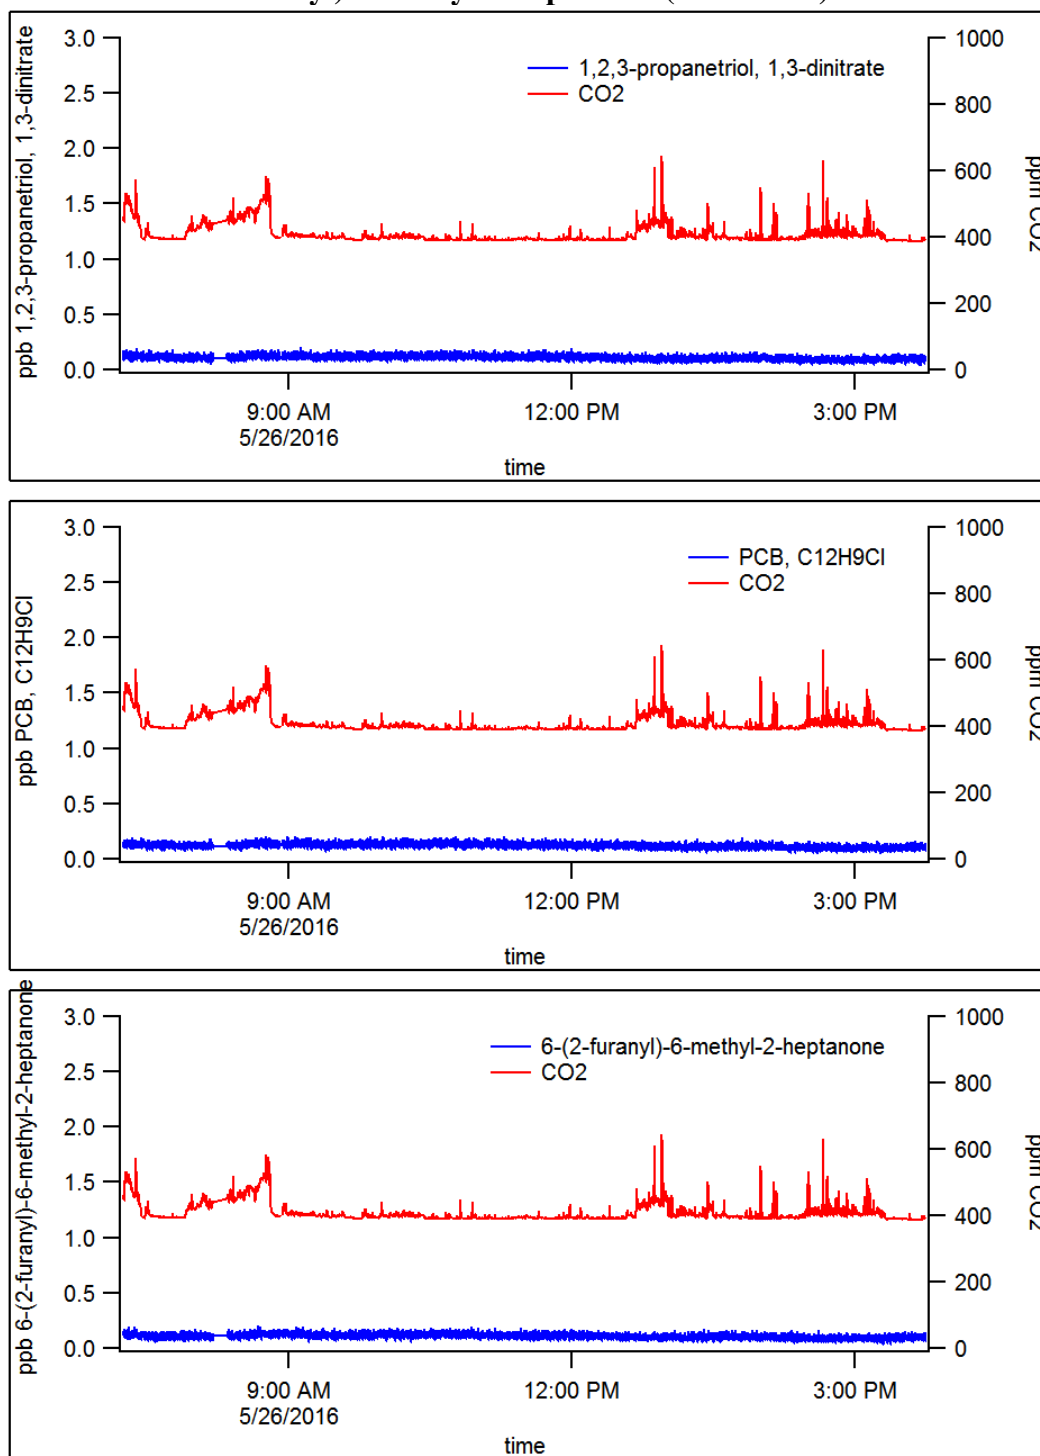 3.0
2.5
2.0
1.5
1.0
0.5
0.0
ppb 1,2,3-propanetriol, 1,3-dinitrate
1,2,3-propanetriol, 1,3-dinitrate
CO2
1000
800
600
400
200
0
ppm CO2
9:00 AM
5/26/2016
12:00 PM
3:00 PM
time
3.0
2.5
2.0
1.5
1.0
0.5
0.0
ppb PCB, C12H9Cl
PCB, C12H9Cl
CO2
1000
800
600
400
200
0
ppm CO2
9:00 AM
5/26/2016
12:00 PM
3:00 PM
time
3.0
2.5
2.0
1.5
1.0
0.5
0.0
ppb 6-(2-furanyl)-6-methyl-2-heptanone
6-(2-furanyl)-6-methyl-2-heptanone
CO2
1000
800
600
400
200
0
ppm CO2
9:00 AM
5/26/2016
12:00 PM
3:00 PM
time